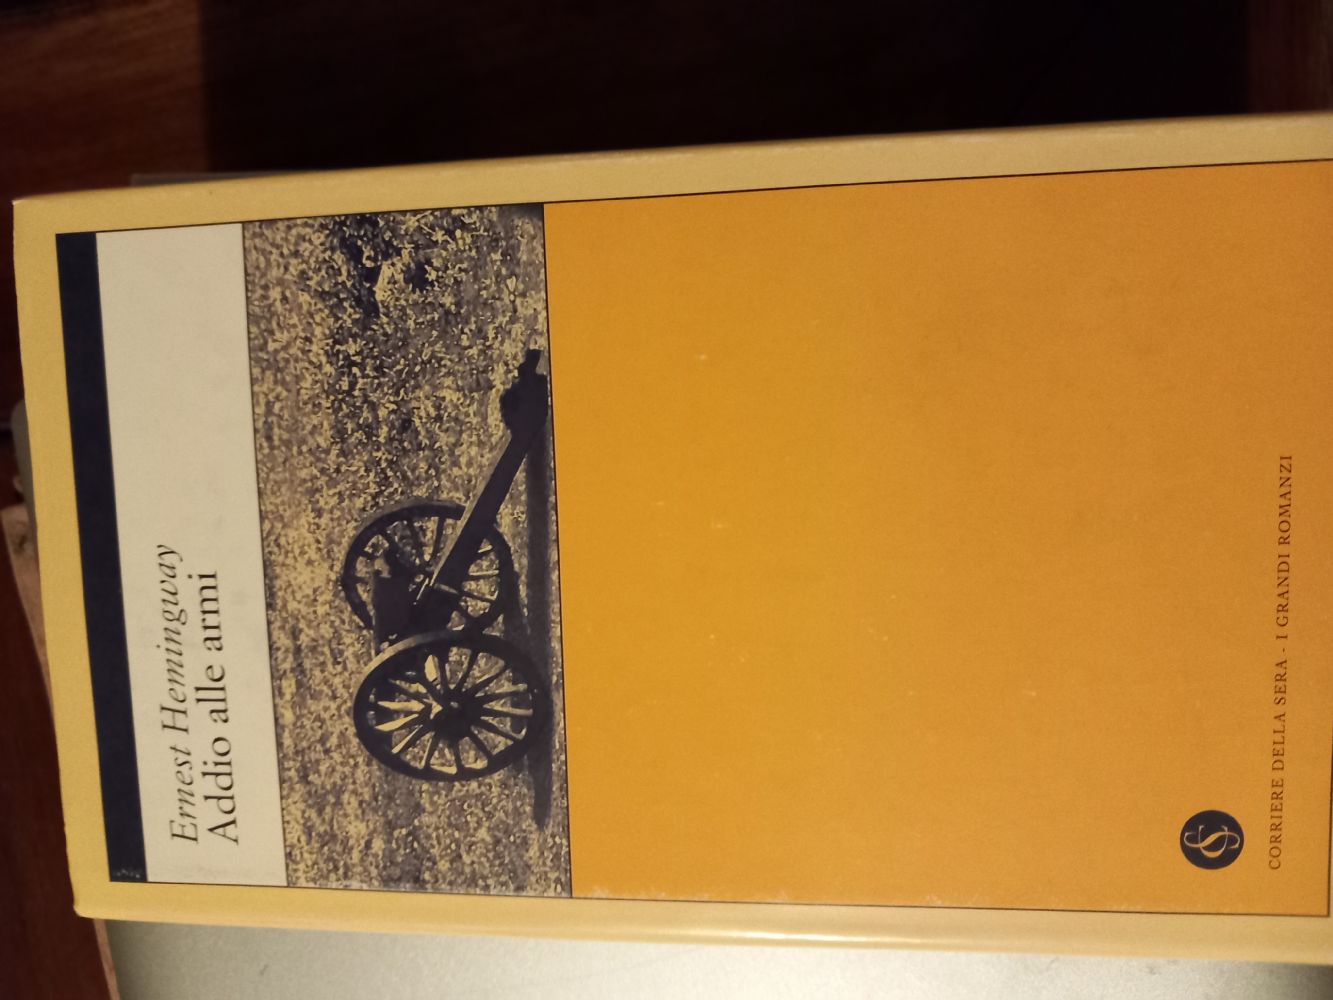 Ernest Hemingway
Addio alle armi
CORRIERE DELLA SERA - I GRANDI ROMANZI